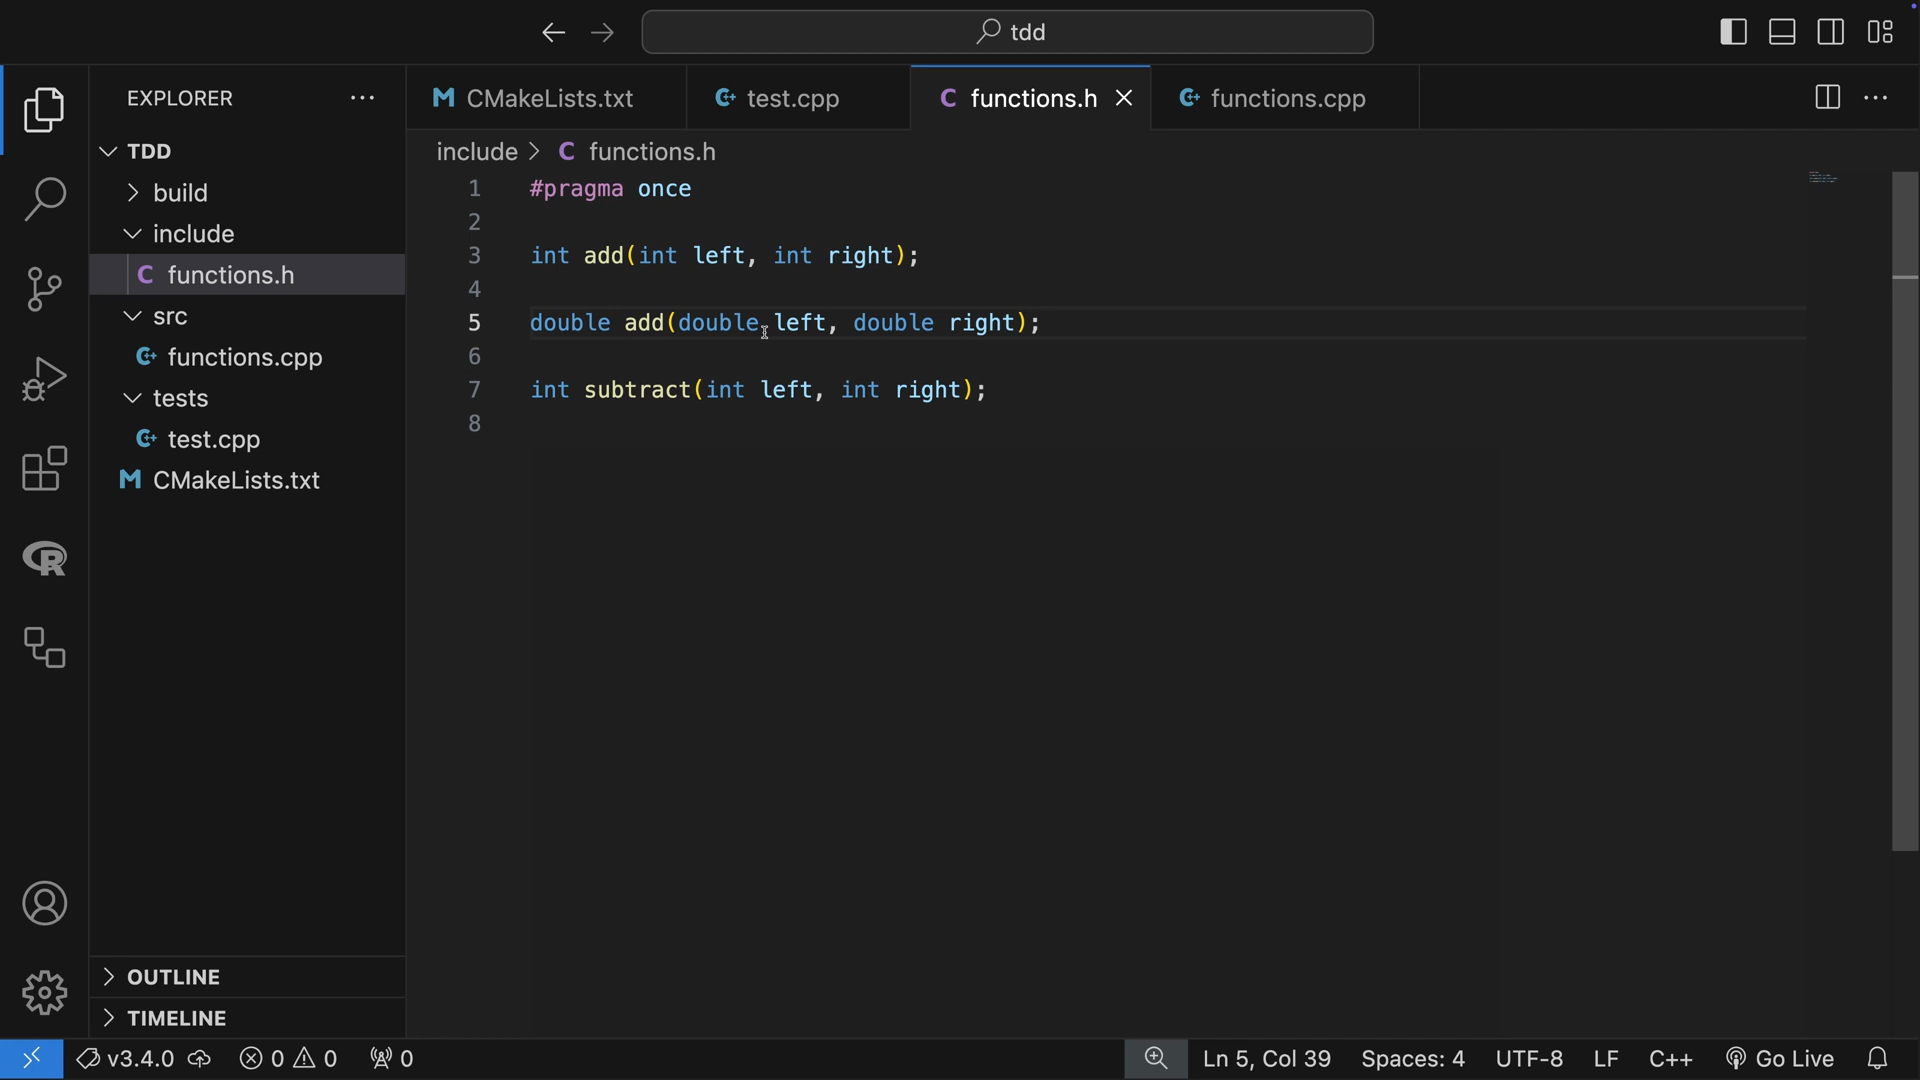 tdd
EXPLORER
TDD
build
include
functions.h
src
functions.cpp
tests
test.cpp
CMakeLists.txt
OUTLINE
TIMELINE
CMakeLists.txt
test.cpp
functions.h
functions.cpp
include > C functions.h
1 #pragma once
2
3 int add(int left, int right);
4
5 double add(double left, double right);
6
7 int subtract(int left, int right);
8
v3.4.0 0 0 0 Ln 5, Col 39 Spaces: 4 UTF-8 LF C++ Go Live